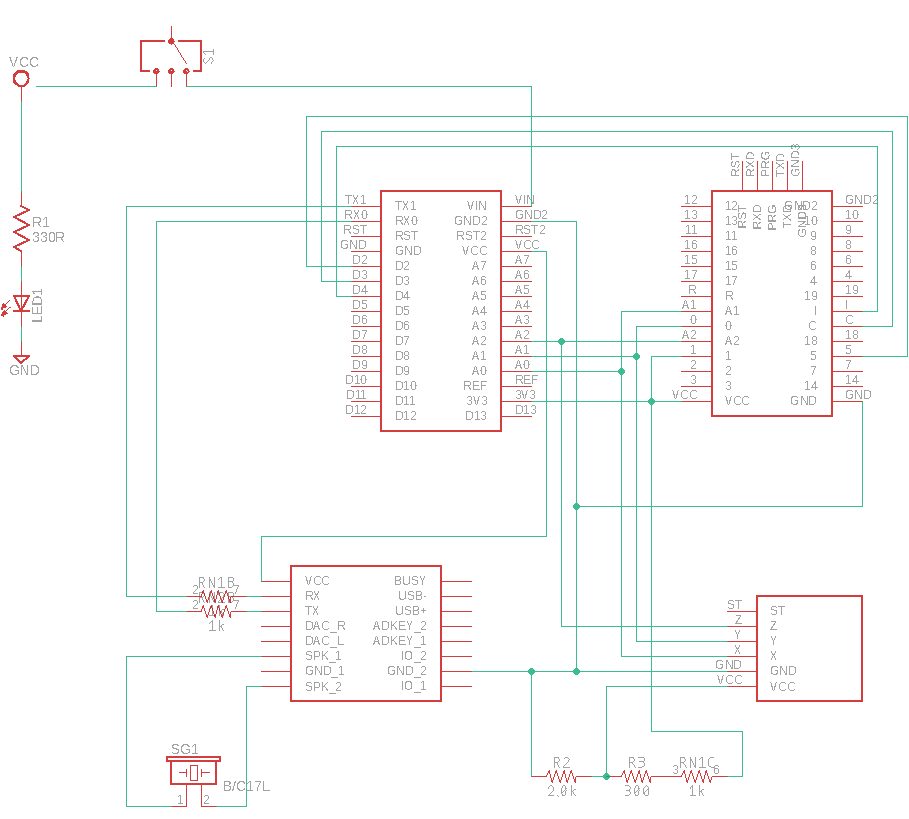 VCC
S1
R1
330R
LED1
GND
TX1 TX1 VIN VIN
RX0 RX0 GND2 GND2
RST RST RST2 RST2
GND GND VCC VCC
D2 D2 A7 A7
D3 D3 A6 A6
D4 D4 A5 A5
D5 D5 A4 A4
D6 D6 A3 A3
D7 D7 A2 A2
D8 D8 A1 A1
D9 D9 A0 A0
D10 D10 REF REF
D11 D11 3V3 3V3
D12 D12 D13 D13
RST RXD PRG TXD GND3
RST RXD PRG TXD GND3
12 12 GND2 GND2
13 13 10 10
11 11 9 9
16 16 8 8
15 15 6 6
17 17 4 4
R R 19 19
A1 A1 I I
0 0 C C
A2 A2 18 18
1 1 5 5
2 2 7 7
3 3 14 14
VCC VCC GND GND
RN1B
2 7
2 7
1k
VCC BUSY
RX USB-
TX USB+
DAC_R ADKEY_2
DAC_L ADKEY_1
SPK_1 IO_2
GND_1 GND_2
SPK_2 IO_1
ST ST
Z Z
Y Y
X X
GND GND
VCC VCC
SG1
B/C17L
1 2
R2
2.0k
R3
300
RN1C
3 6
1k